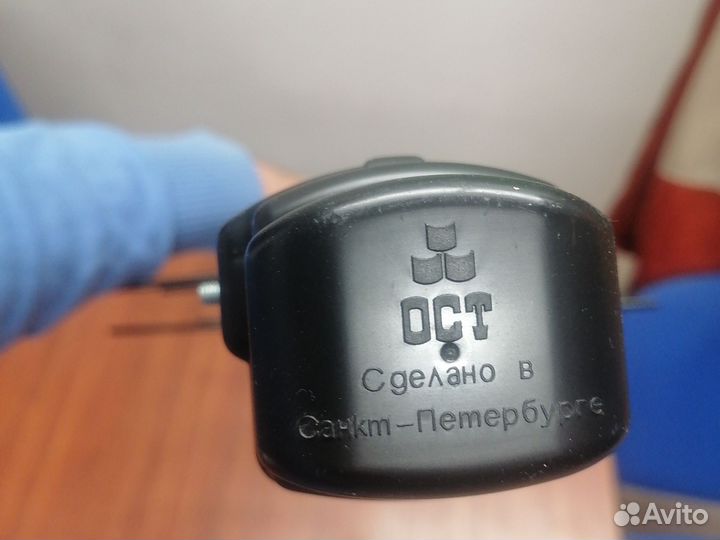 ОСТ
Сделано в
Санкт-Петербурге
Avito